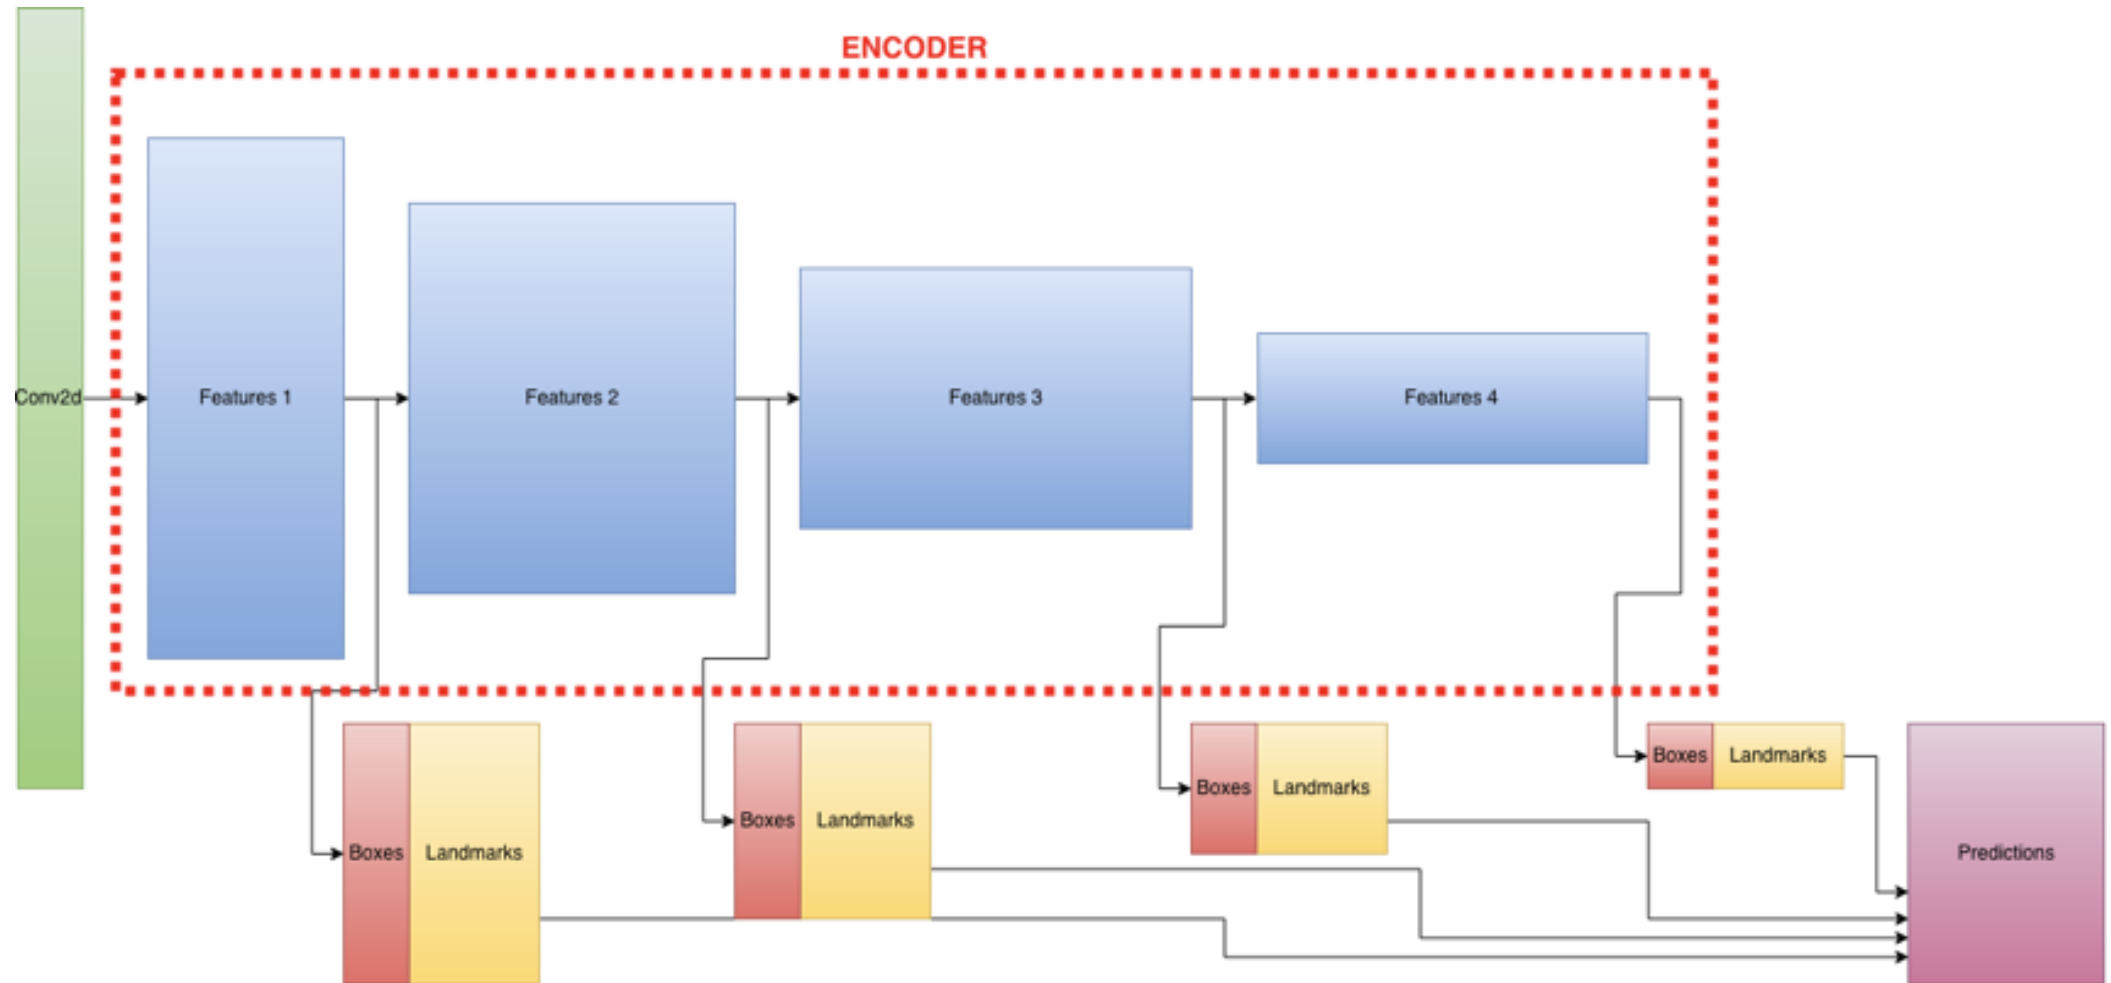 ENCODER
Conv2d
Features 1
Features 2
Features 3
Features 4
Boxes Landmarks
Boxes Landmarks
Boxes Landmarks
Boxes Landmarks
Predictions